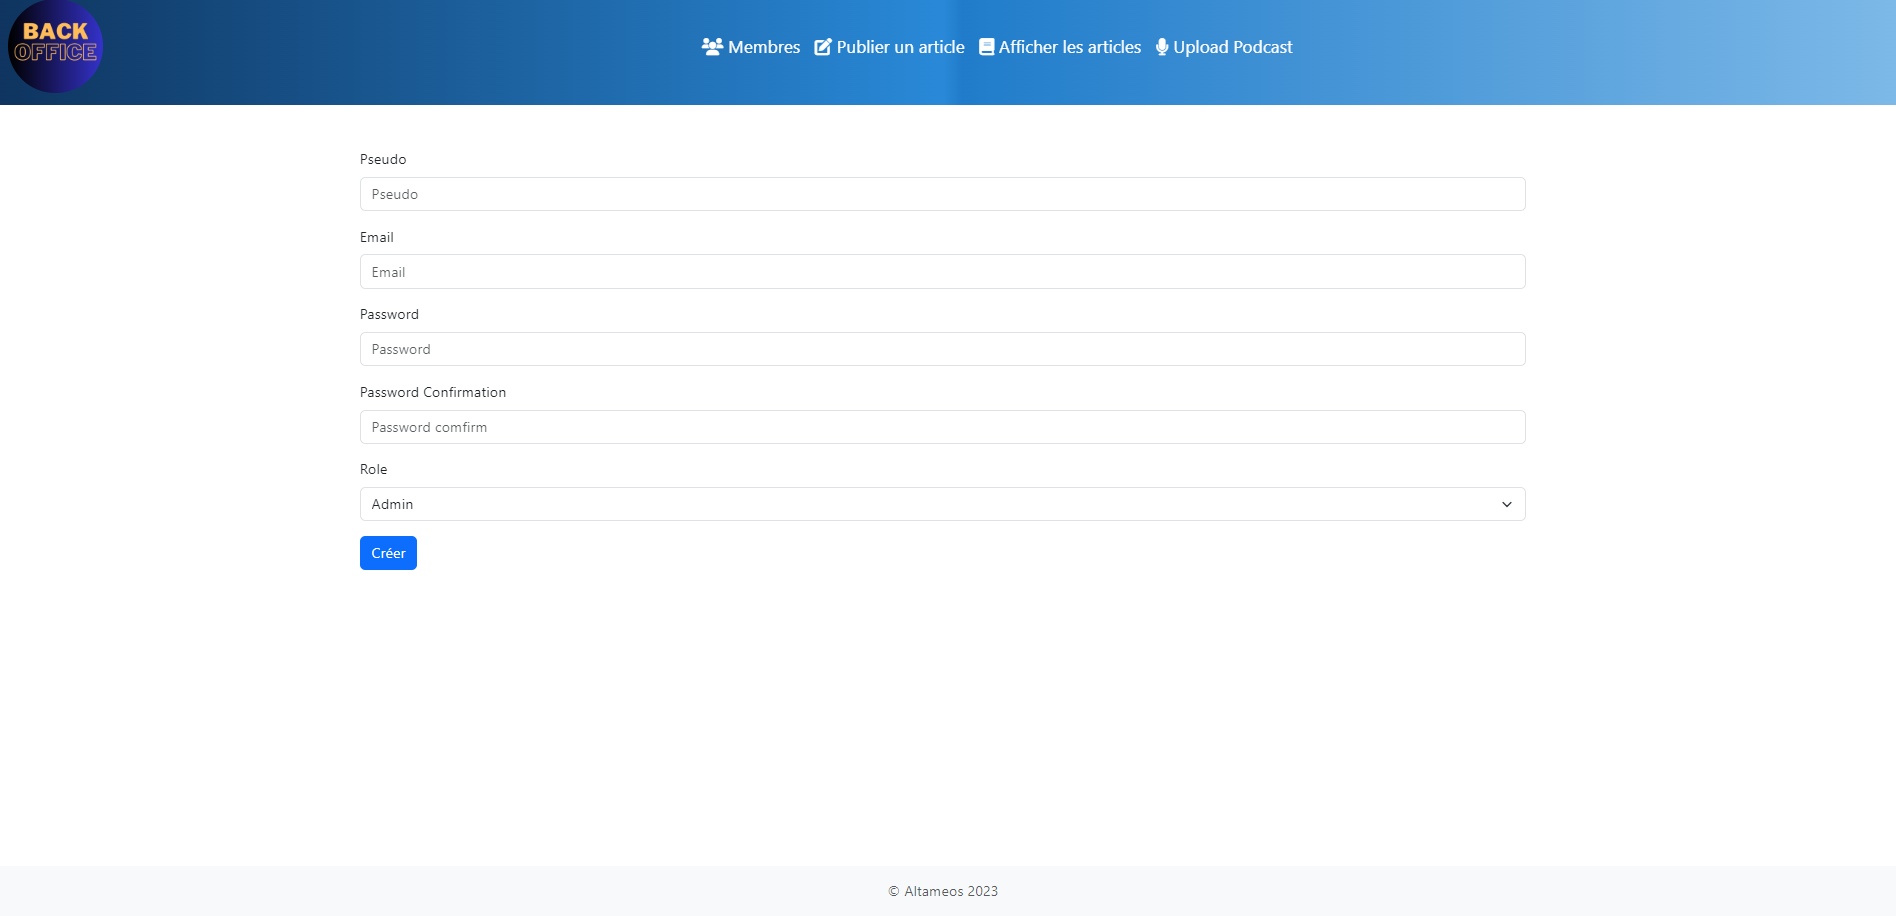 BACK
OFFICE
Membres Publier un article Afficher les articles Upload Podcast
Pseudo
Pseudo
Email
Email
Password
Password
Password Confirmation
Password comfirm
Role
Admin
Créer
© Altameos 2023